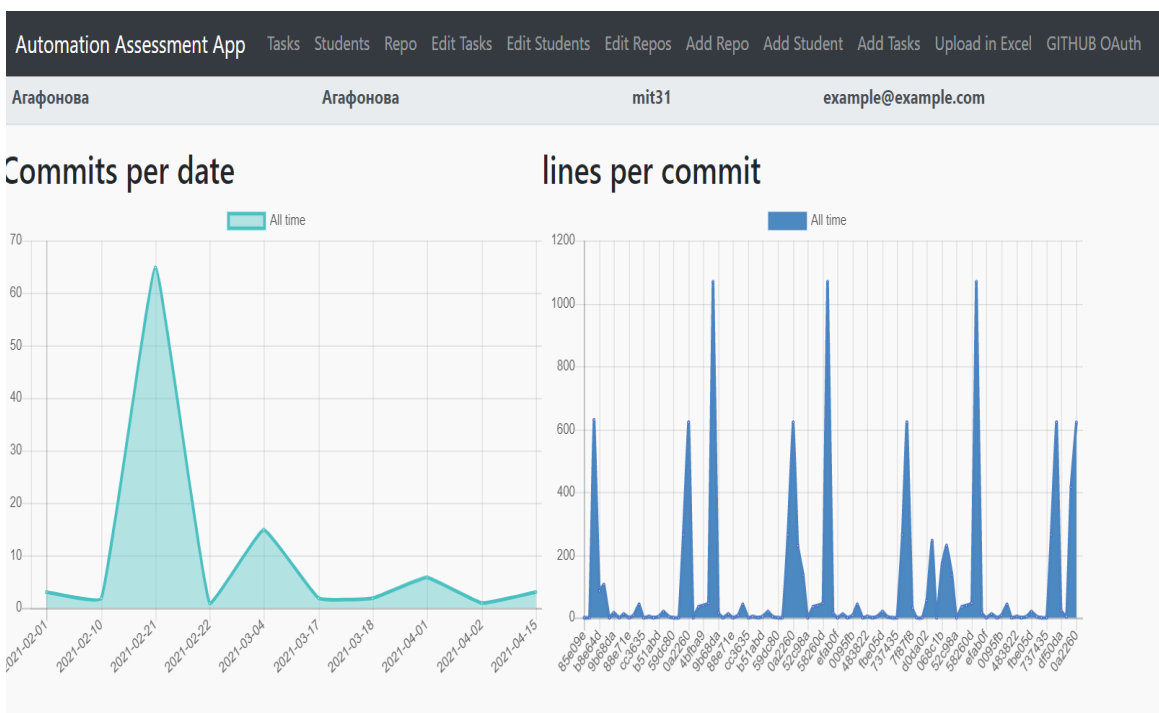 Automation Assessment App Tasks Students Repo Edit Tasks Edit Students Edit Repos Add Repo Add Student Add Tasks Upload in Excel GITHUB OAuth
Агафонова Агафонова mit31 example@example.com
Commits per date
All time
70
60
50
40
30
20
10
0
2021-02-01 2021-02-10 2021-02-21 2021-02-22 2021-03-04 2021-03-17 2021-03-18 2021-04-01 2021-04-02 2021-04-15
lines per commit
All time
1200
1000
800
600
400
200
0
85e09e b8e64d 9b68da 88e71e cc3635 b51abd 59dc80 0a2260 4bfba9 9b68da 88e71e cc3635 b51abd 59dc80 0a2260 52c98a 58260d efab0f 0095fb 483822 fbe05d 737435 7f87f8 d0da02 068c1b 52c98a 58260d efab0f 0095fb 483822 fbe05d 737435 df50da 0a2260